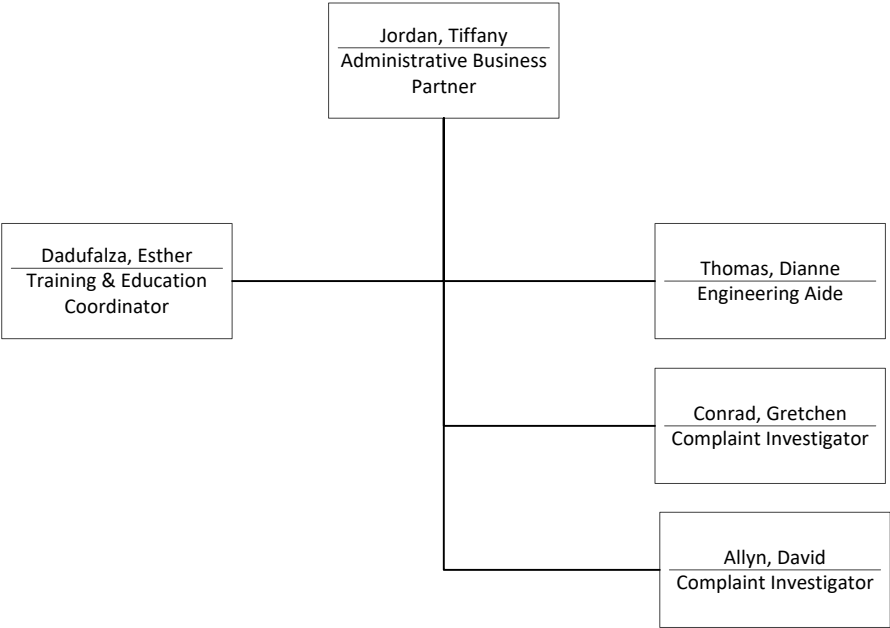 Jordan, Tiffany
Administrative Business
Partner
Dadufalza, Esther
Training & Education
Coordinator
Thomas, Dianne
Engineering Aide
Conrad, Gretchen
Complaint Investigator
Allyn, David
Complaint Investigator